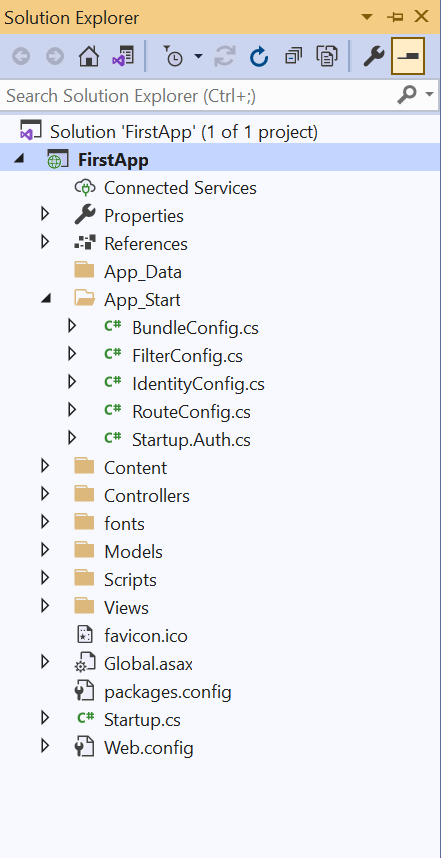 Solution Explorer
Search Solution Explorer (Ctrl+;)
Solution 'FirstApp' (1 of 1 project)
FirstApp
Connected Services
Properties
References
App_Data
App_Start
C# BundleConfig.cs
C# FilterConfig.cs
C# IdentityConfig.cs
C# RouteConfig.cs
C# Startup.Auth.cs
Content
Controllers
fonts
Models
Scripts
Views
favicon.ico
Global.asax
packages.config
C# Startup.cs
Web.config